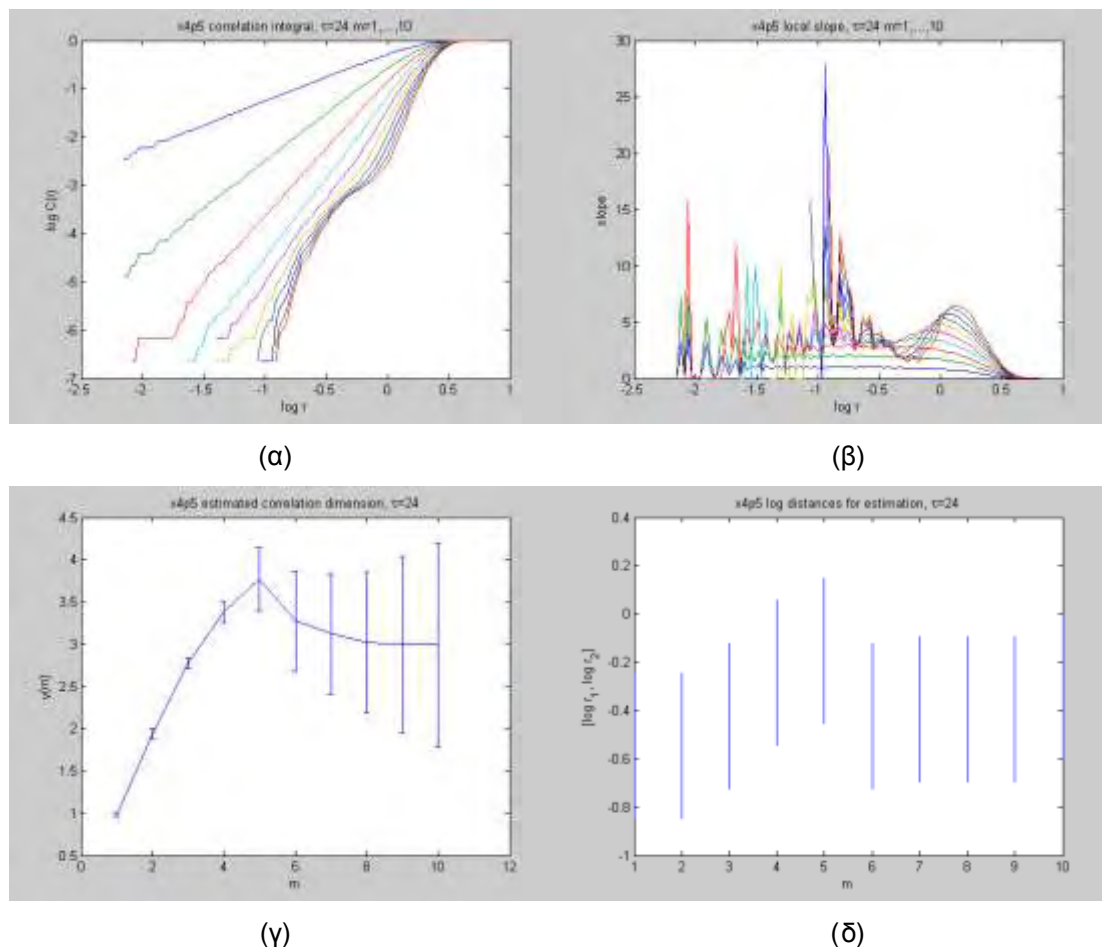 x4p5 correlation integral, τ=24 m=1,...,10
0
-1
-2
-3
-4
-5
-6
-7
log C(r)
-2.5 -2 -1.5 -1 -0.5 0 0.5 1
log r
x4p5 local slope, τ=24 m=1,...,10
30
25
20
15
10
5
0
slope
-2.5 -2 -1.5 -1 -0.5 0 0.5 1
log r
(α) (β)
x4p5 estimated correlation dimension, τ=24
4.5
4
3.5
3
2.5
2
1.5
1
0.5
v(m)
0 2 4 6 8 10 12
m
x4p5 log distances for estimation, τ=24
0.4
0.2
0
-0.2
-0.4
-0.6
-0.8
-1
[log r1, log r2]
1 2 3 4 5 6 7 8 9 10
m
(γ) (δ)